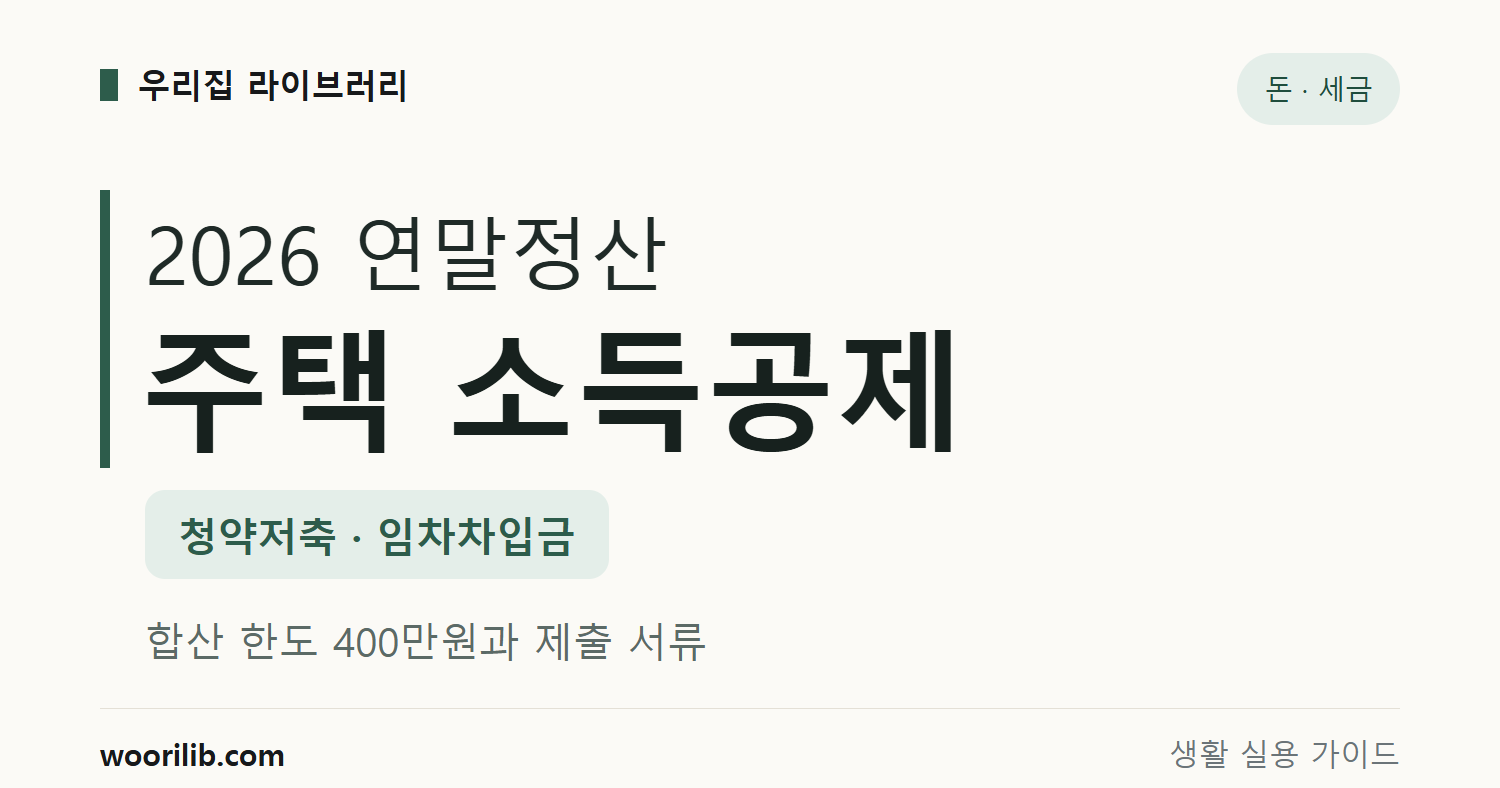 우리집 라이브러리
돈 · 세금
2026 연말정산
주택 소득공제
청약저축 · 임차차입금
합산 한도 400만원과 제출 서류
woorilib.com
생활 실용 가이드